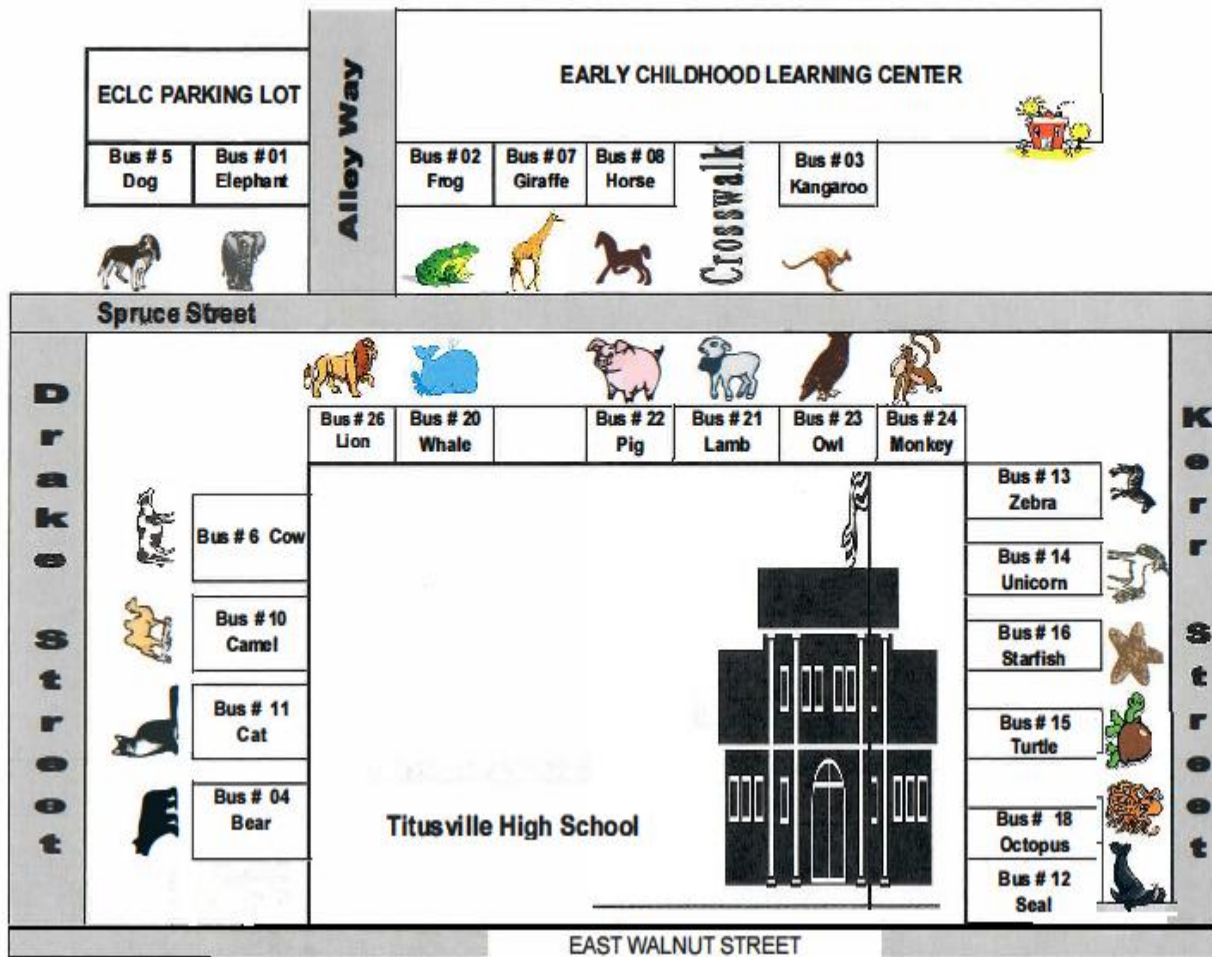 EARLY CHILDHOOD LEARNING CENTER
ECLC PARKING LOT
Alley Way
Bus # 5
Dog
Bus # 01
Elephant
Bus # 02
Frog
Bus # 07
Giraffe
Bus # 08
Horse
Crosswalk
Bus # 03
Kangaroo
Spruce Street
Drake Street
Kerr Street
Bus # 26
Lion
Bus # 20
Whale
Bus # 22
Pig
Bus # 21
Lamb
Bus # 23
Owl
Bus # 24
Monkey
Bus # 6 Cow
Bus # 10
Camel
Bus # 11
Cat
Bus # 04
Bear
Bus # 13
Zebra
Bus # 14
Unicorn
Bus # 16
Starfish
Bus # 15
Turtle
Bus # 18
Octopus
Bus # 12
Seal
Titusville High School
EAST WALNUT STREET